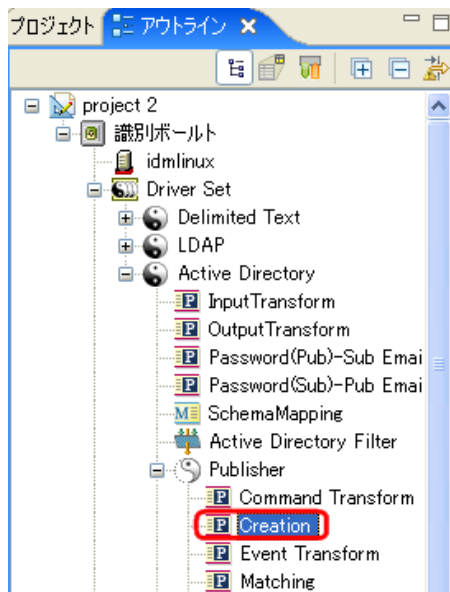 プロジェクト アウトライン
project 2
識別ボールト
idmlinux
Driver Set
Delimited Text
LDAP
Active Directory
InputTransform
OutputTransform
Password(Pub)-Sub Emai
Password(Sub)-Pub Emai
SchemaMapping
Active Directory Filter
Publisher
Command Transform
Creation
Event Transform
Matching